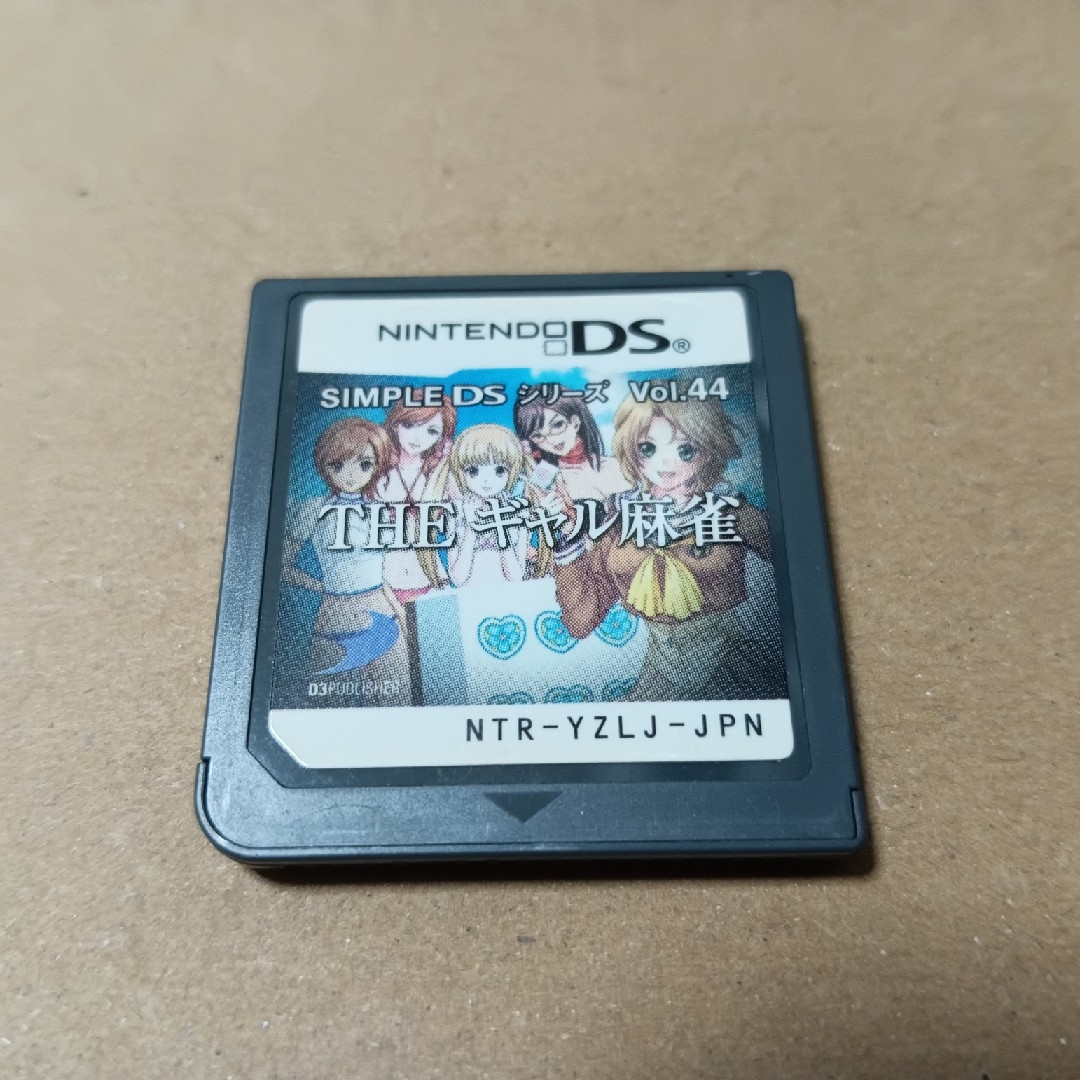 NINTENDO DS®
SIMPLE DS シリーズ Vol.44
THE ギャル麻雀
D3PUBLISHER
NTR-YZLJ-JPN